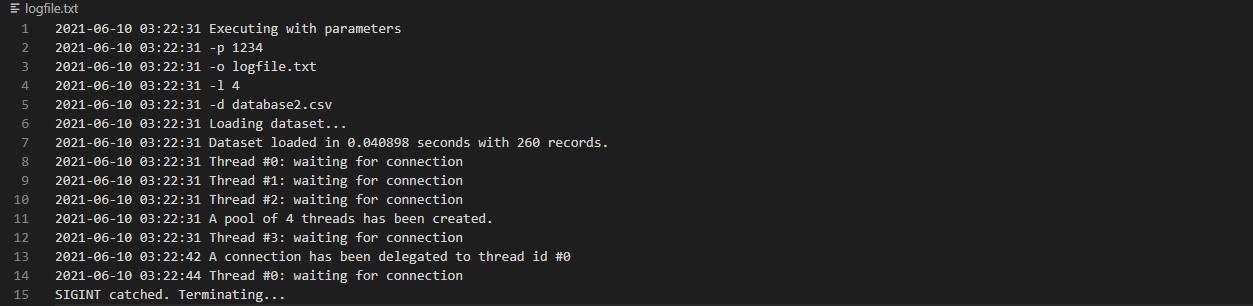 logfile.txt
1 2021-06-10 03:22:31 Executing with parameters
2 2021-06-10 03:22:31 -p 1234
3 2021-06-10 03:22:31 -o logfile.txt
4 2021-06-10 03:22:31 -l 4
5 2021-06-10 03:22:31 -d database2.csv
6 2021-06-10 03:22:31 Loading dataset...
7 2021-06-10 03:22:31 Dataset loaded in 0.040898 seconds with 260 records.
8 2021-06-10 03:22:31 Thread #0: waiting for connection
9 2021-06-10 03:22:31 Thread #1: waiting for connection
10 2021-06-10 03:22:31 Thread #2: waiting for connection
11 2021-06-10 03:22:31 A pool of 4 threads has been created.
12 2021-06-10 03:22:31 Thread #3: waiting for connection
13 2021-06-10 03:22:42 A connection has been delegated to thread id #0
14 2021-06-10 03:22:44 Thread #0: waiting for connection
15 SIGINT catched. Terminating...